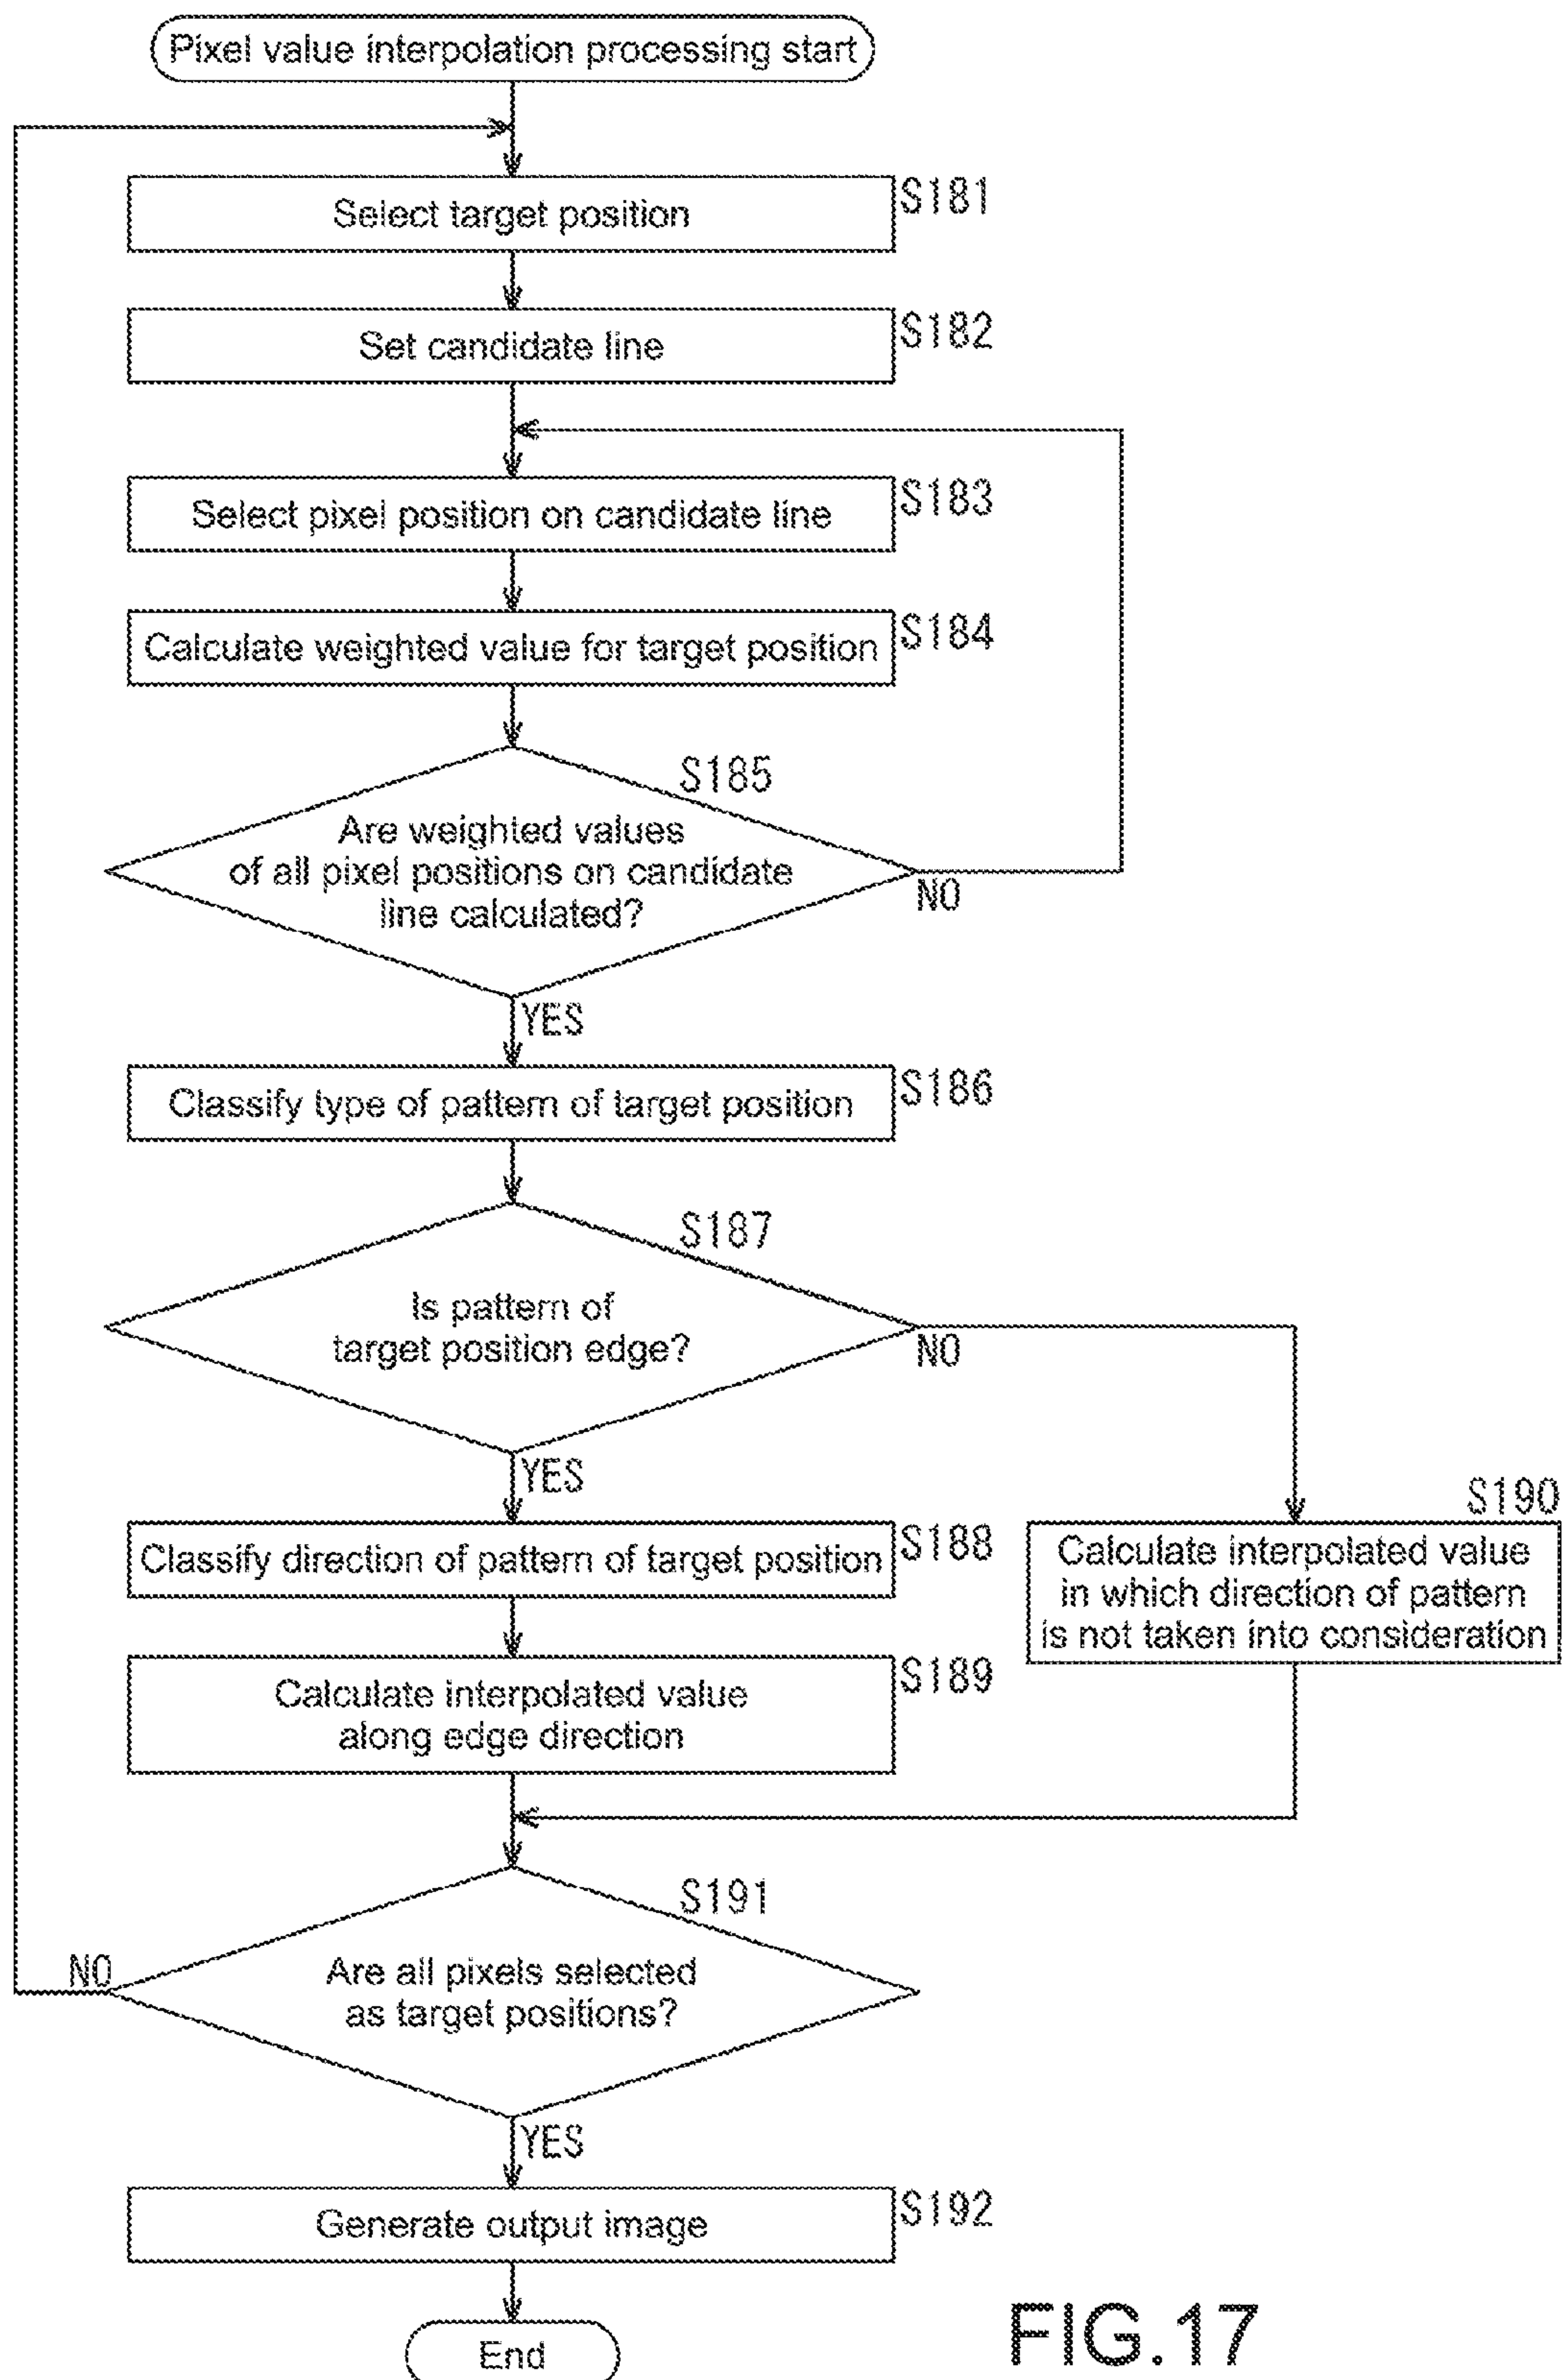 Pixel value interpolation processing start
S181
Select target position
S182
Set candidate line
S183
Select pixel position on candidate line
S184
Calculate weighted value for target position
S185
Are weighted values
of all pixel positions on candidate
line calculated?
NO
YES
S186
Classify type of pattern of target position
S187
Is pattern of
target position edge?
NO
YES
S188
Classify direction of pattern of target position
S190
Calculate interpolated value
in which direction of pattern
is not taken into consideration
S189
Calculate interpolated value
along edge direction
S191
Are all pixels selected
as target positions?
NO
YES
S192
Generate output image
End
FIG.17